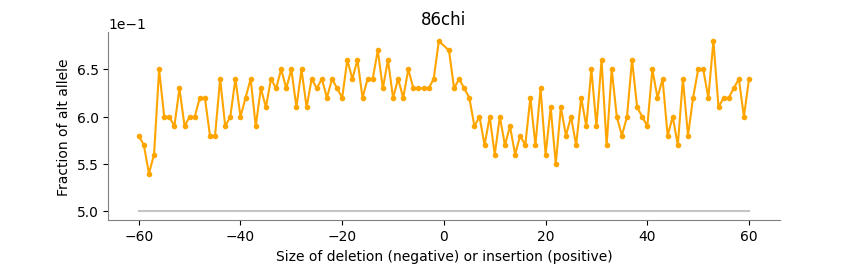 86chi
1e−1
Fraction of alt allele
6.5
6.0
5.5
5.0
−60
−40
−20
0
20
40
60
Size of deletion (negative) or insertion (positive)